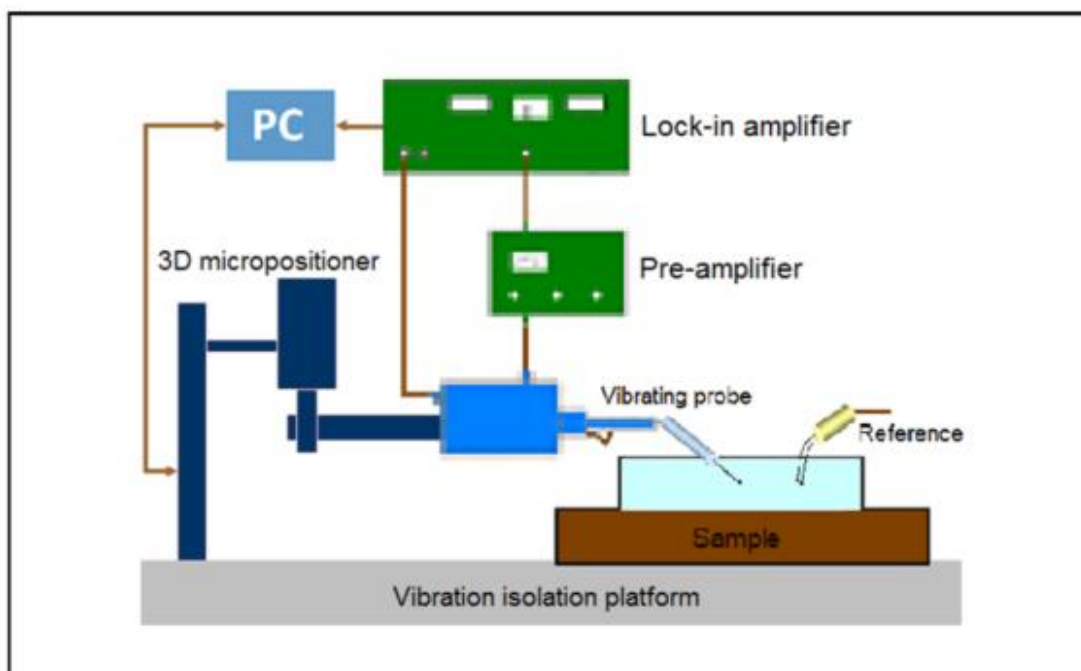 PC
Lock-in amplifier
3D micropositioner
Pre-amplifier
Vibrating probe
Reference
Sample
Vibration isolation platform